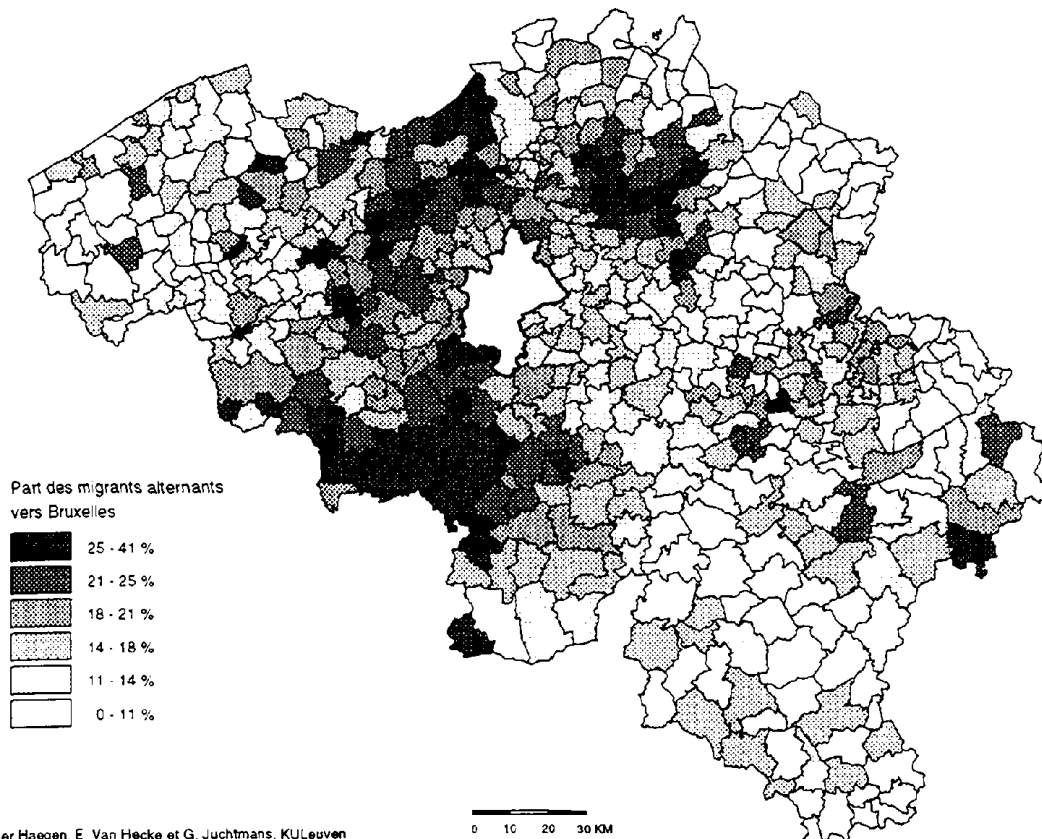 Part des migrants alternants
vers Bruxelles
25 - 41 %
21 - 25 %
18 - 21 %
14 - 18 %
11 - 14 %
0 - 11 %
0 10 20 30 KM
er Haegen, E. Van Hecke et G. Juchtmans, KULeuven